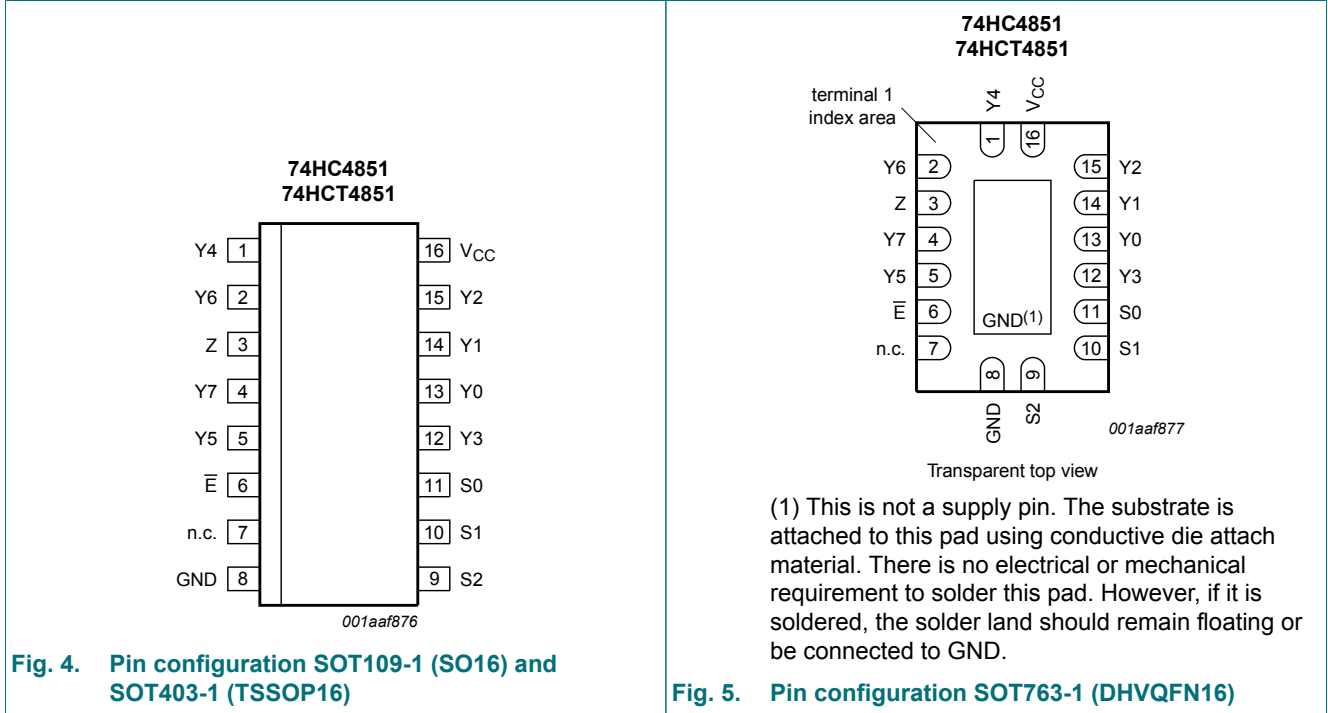 74HC4851
74HCT4851
Y4 1
Y6 2
Z 3
Y7 4
Y5 5
E̅ 6
n.c. 7
GND 8
16 VCC
15 Y2
14 Y1
13 Y0
12 Y3
11 S0
10 S1
9 S2
001aaf876
Fig. 4. Pin configuration SOT109-1 (SO16) and
SOT403-1 (TSSOP16)
74HC4851
74HCT4851
terminal 1
index area
Y4
VCC
1
16
Y6 2
Z 3
Y7 4
Y5 5
E̅ 6
n.c. 7
15 Y2
14 Y1
13 Y0
12 Y3
11 S0
10 S1
GND(1)
8
9
GND
S2
001aaf877
Transparent top view
(1) This is not a supply pin. The substrate is
attached to this pad using conductive die attach
material. There is no electrical or mechanical
requirement to solder this pad. However, if it is
soldered, the solder land should remain floating or
be connected to GND.
Fig. 5. Pin configuration SOT763-1 (DHVQFN16)